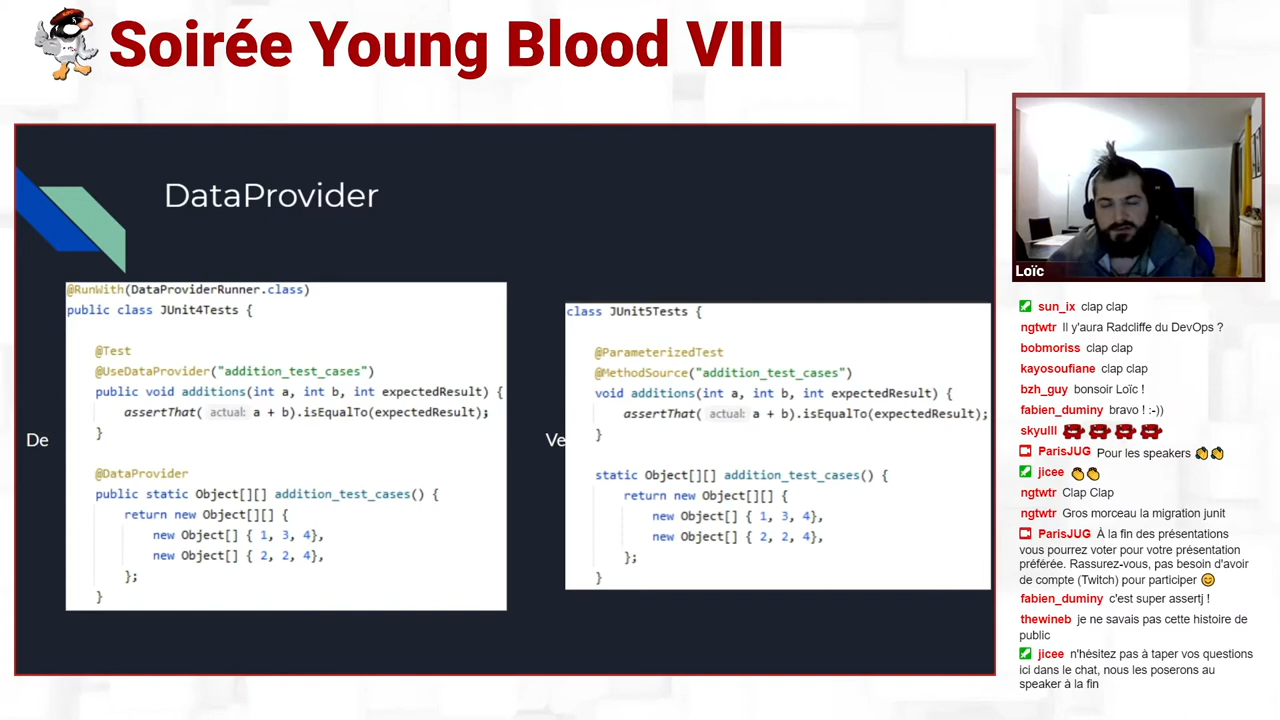 Soirée Young Blood VIII
DataProvider
De
@RunWith(DataProviderRunner.class)
public class JUnit4Tests {
@Test
@UseDataProvider("addition_test_cases")
public void additions(int a, int b, int expectedResult) {
assertThat( actual: a + b).isEqualTo(expectedResult);
}
@DataProvider
public static Object[][] addition_test_cases() {
return new Object[][] {
new Object[] { 1, 3, 4},
new Object[] { 2, 2, 4},
};
}
Ve
class JUnit5Tests {
@ParameterizedTest
@MethodSource("addition_test_cases")
void additions(int a, int b, int expectedResult) {
assertThat( actual: a + b).isEqualTo(expectedResult);
}
static Object[][] addition_test_cases() {
return new Object[][] {
new Object[] { 1, 3, 4},
new Object[] { 2, 2, 4},
};
}
Loïc
sun_ix clap clap
ngtwtr Il y'aura Radcliffe du DevOps ?
bobmoriss clap clap
kayosoufiane clap clap
bzh_guy bonsoir Loïc !
fabien_duminy bravo ! :-))
skyulll
ParisJUG Pour les speakers 👏👏
jicee 👏👏
ngtwtr Clap Clap
ngtwtr Gros morceau la migration junit
ParisJUG À la fin des présentations
vous pourrez voter pour votre présentation
préférée. Rassurez-vous, pas besoin d'avoir
de compte (Twitch) pour participer 😊
fabien_duminy c'est super assertj !
thewineb je ne savais pas cette histoire de
public
jicee n'hésitez pas à taper vos questions
ici dans le chat, nous les poserons au
speaker à la fin